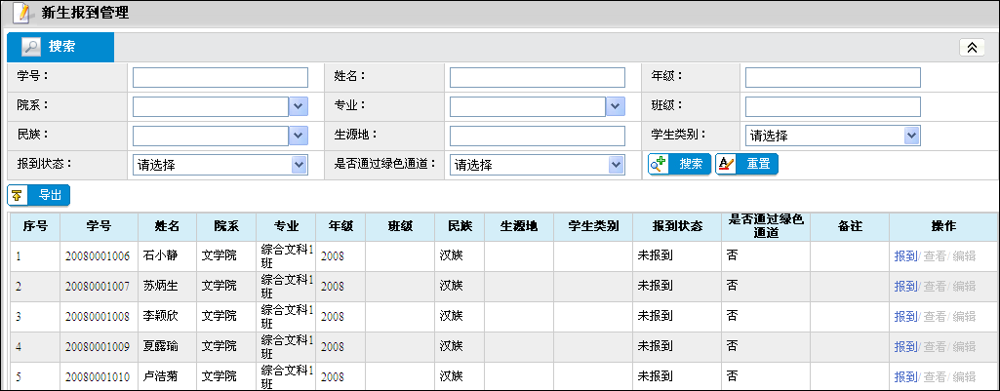 新生报到管理
搜索
学号： 姓名： 年级：
院系： 专业： 班级：
民族： 生源地： 学生类别： 请选择
报到状态： 请选择 是否通过绿色通道： 请选择 搜索 重置
导出
序号 学号 姓名 院系 专业 年级 班级 民族 生源地 学生类别 报到状态 是否通过绿色通道 备注 操作
1 20080001006 石小静 文学院 综合文科1班 2008 汉族 未报到 否 报到/ 查看/ 编辑
2 20080001007 苏炳生 文学院 综合文科1班 2008 汉族 未报到 否 报到/ 查看/ 编辑
3 20080001008 李颖欣 文学院 综合文科1班 2008 汉族 未报到 否 报到/ 查看/ 编辑
4 20080001009 夏露瑜 文学院 综合文科1班 2008 汉族 未报到 否 报到/ 查看/ 编辑
5 20080001010 卢洁菊 文学院 综合文科1班 2008 汉族 未报到 否 报到/ 查看/ 编辑